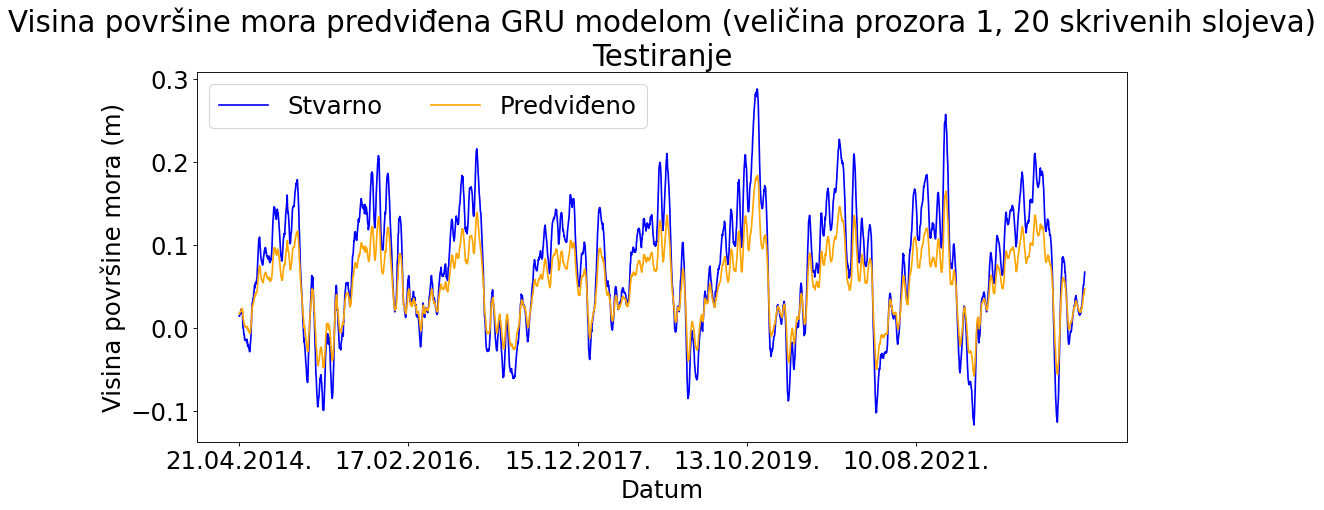 Visina površine mora predviđena GRU modelom (veličina prozora 1, 20 skrivenih slojeva)
Testiranje
Stvarno
Predviđeno
Visina površine mora (m)
0.3
0.2
0.1
0.0
−0.1
21.04.2014.
17.02.2016.
15.12.2017.
13.10.2019.
10.08.2021.
Datum